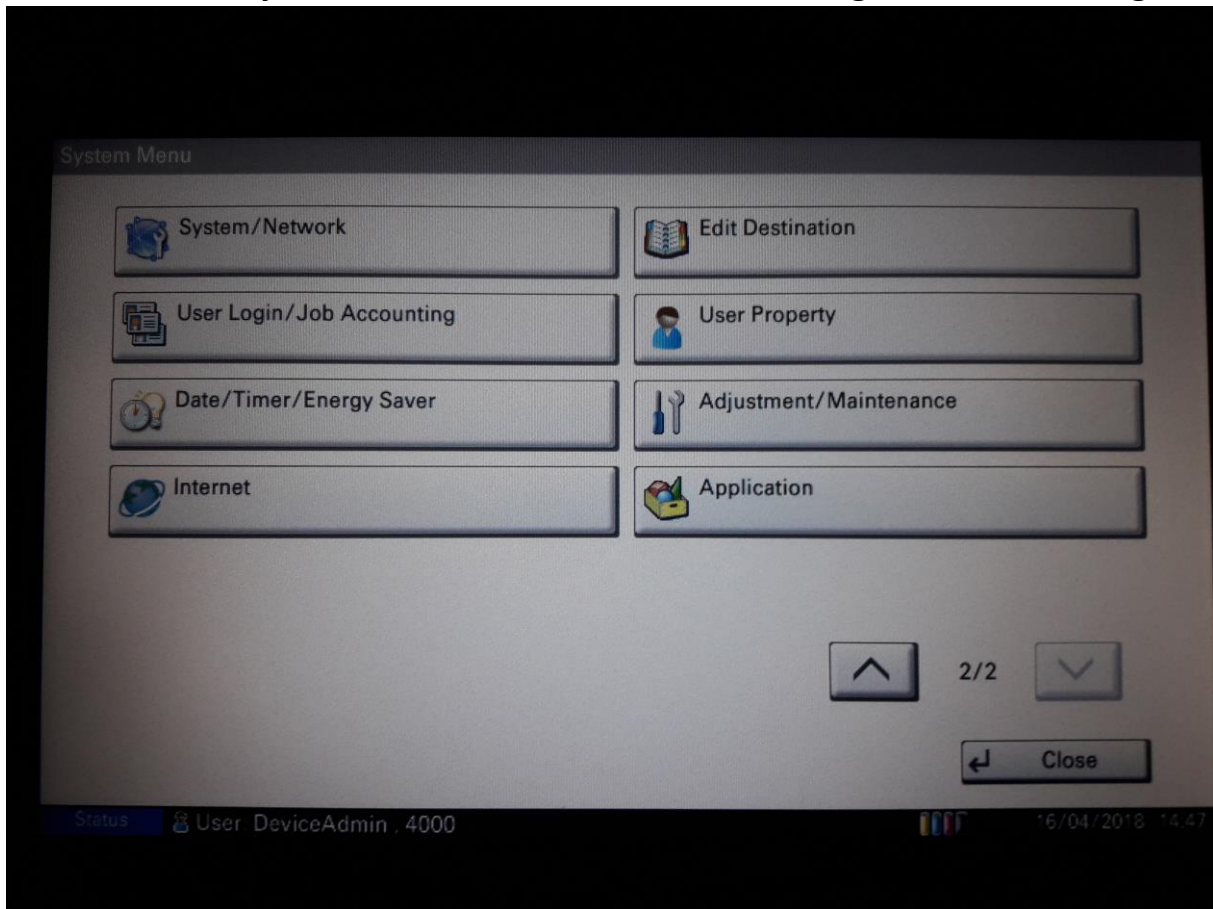 System Menu
System/Network
Edit Destination
User Login/Job Accounting
User Property
Date/Timer/Energy Saver
Adjustment/Maintenance
Internet
Application
2/2
Close
Status User DeviceAdmin . 4000 16/04/2018 14:47